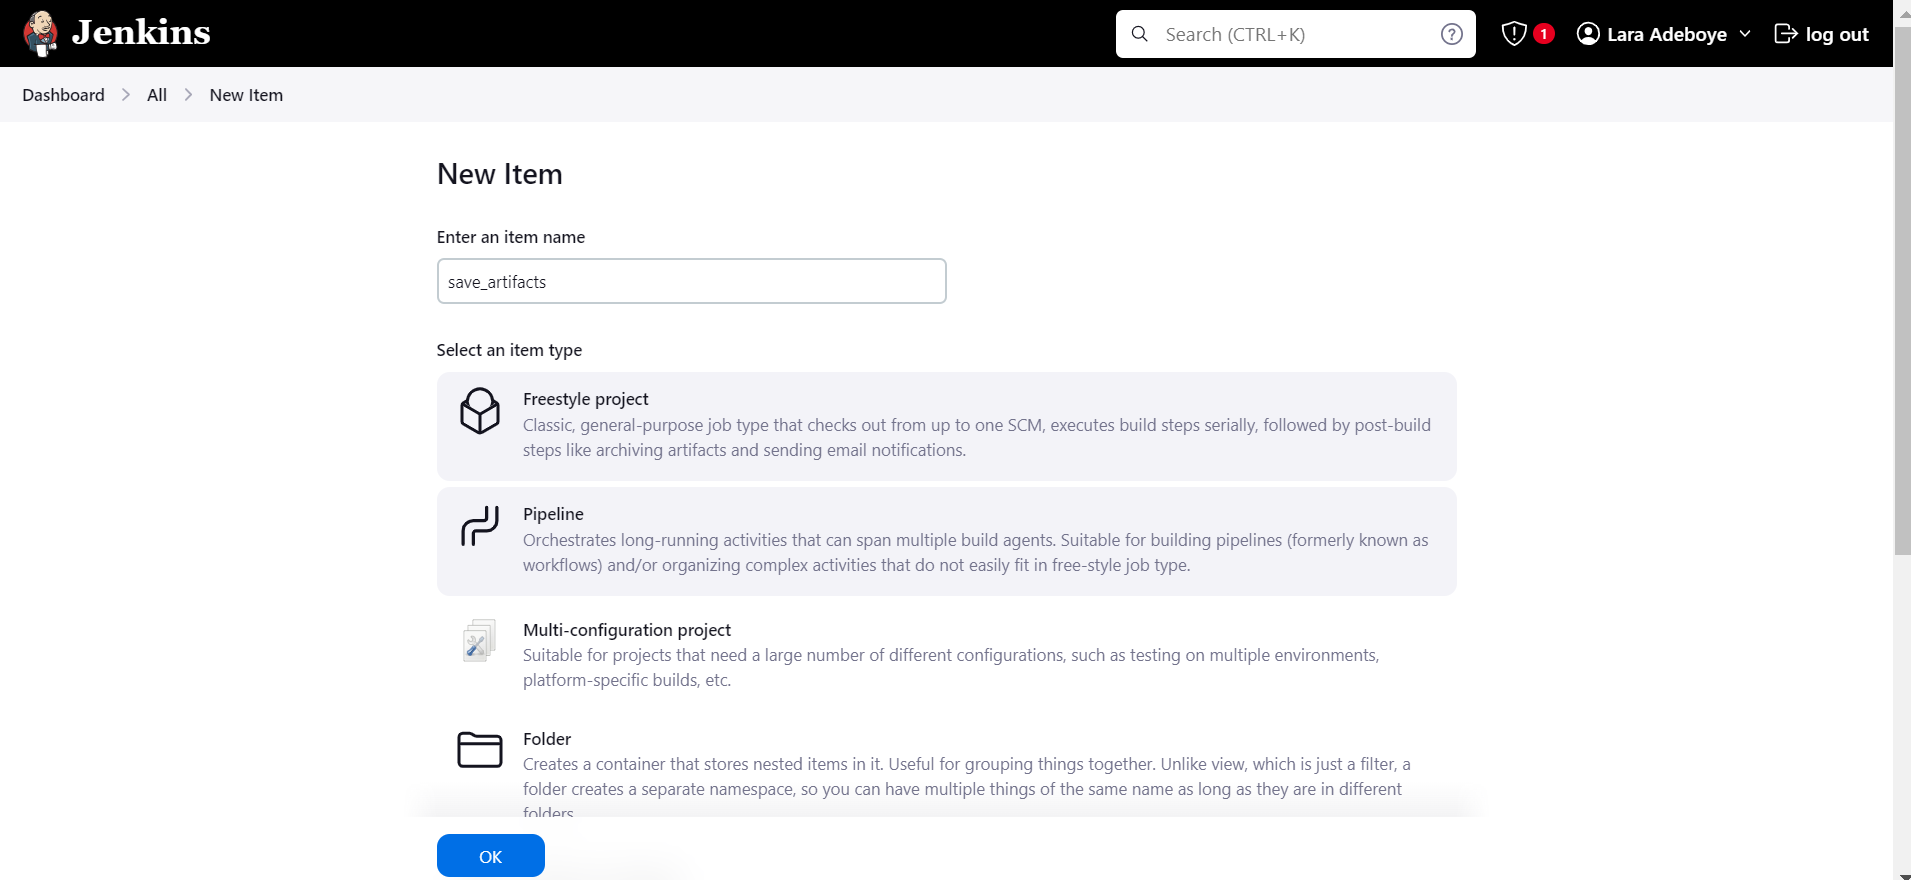 Jenkins
Search (CTRL+K)
?
1
Lara Adeboye
log out
Dashboard
All
New Item
New Item
Enter an item name
save_artifacts
Select an item type
Freestyle project
Classic, general-purpose job type that checks out from up to one SCM, executes build steps serially, followed by post-build
steps like archiving artifacts and sending email notifications.
Pipeline
Orchestrates long-running activities that can span multiple build agents. Suitable for building pipelines (formerly known as
workflows) and/or organizing complex activities that do not easily fit in free-style job type.
Multi-configuration project
Suitable for projects that need a large number of different configurations, such as testing on multiple environments,
platform-specific builds, etc.
Folder
Creates a container that stores nested items in it. Useful for grouping things together. Unlike view, which is just a filter, a
folder creates a separate namespace, so you can have multiple things of the same name as long as they are in different
folders.
OK